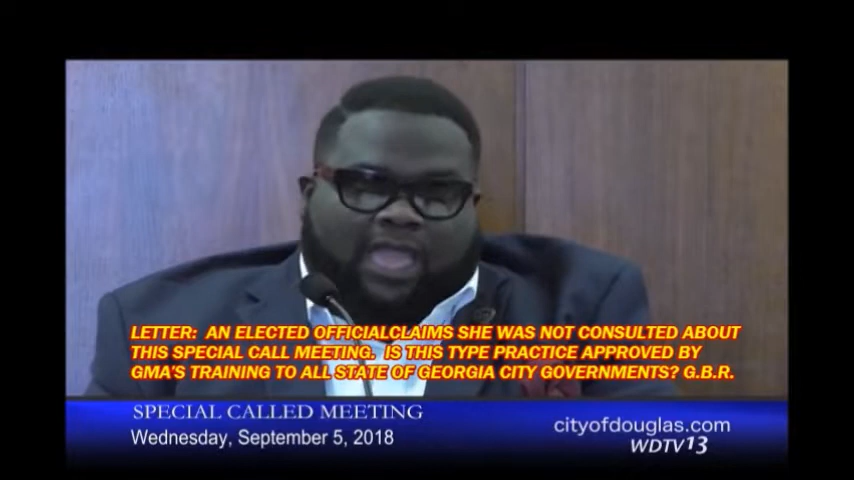 LETTER: AN ELECTED OFFICIALCLAIMS SHE WAS NOT CONSULTED ABOUT
THIS SPECIAL CALL MEETING. IS THIS TYPE PRACTICE APPROVED BY
GMA'S TRAINING TO ALL STATE OF GEORGIA CITY GOVERNMENTS? G.B.R.
SPECIAL CALLED MEETING
Wednesday, September 5, 2018
cityofdouglas.com
WDTV13